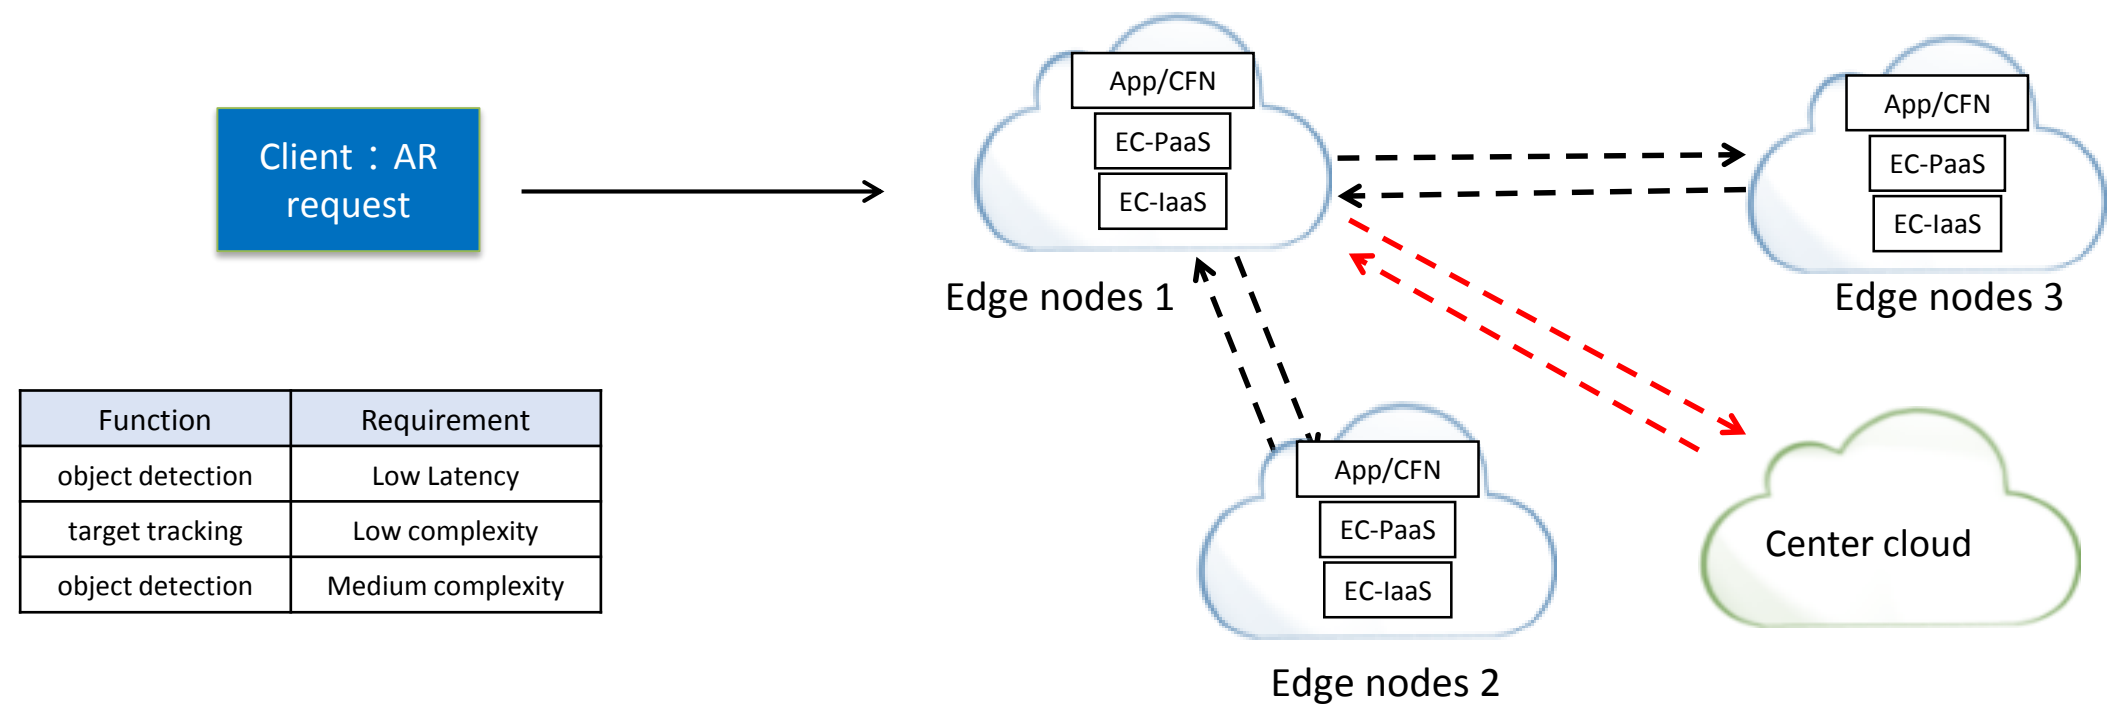 Client：AR
request
App/CFN
EC-PaaS
EC-IaaS
Edge nodes 1
App/CFN
EC-PaaS
EC-IaaS
Edge nodes 3
Function Requirement
object detection Low Latency
target tracking Low complexity
object detection Medium complexity
App/CFN
EC-PaaS
EC-IaaS
Edge nodes 2
Center cloud